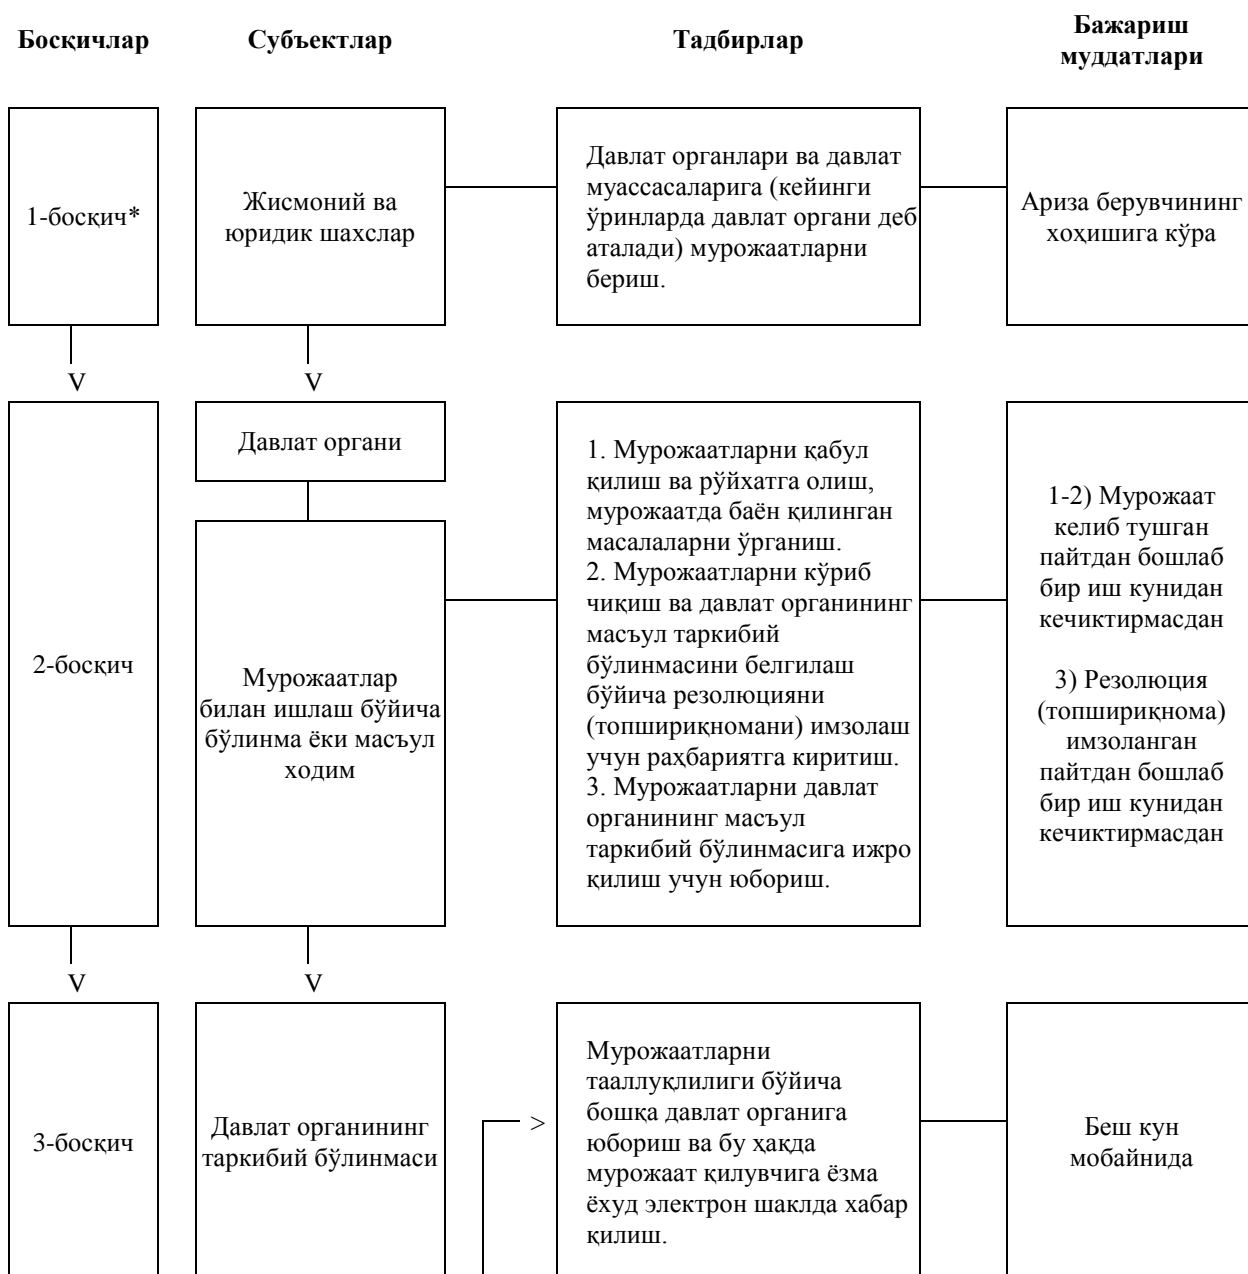 Босқичлар
Субъектлар
Тадбирлар
Бажариш
муддатлари
1-босқич*
Жисмоний ва
юридик шахслар
Давлат органлари ва давлат
муассасаларига (кейинги
ўринларда давлат органи деб
аталади) мурожаатларни
бериш.
Ариза берувчининг
хоҳишига кўра
V
V
2-босқич
Давлат органи
Мурожаатлар
билан ишлаш бўйича
бўлинма ёки масъул
ходим
1. Мурожаатларни қабул
қилиш ва рўйхатга олиш,
мурожаатда баён қилинган
масалаларни ўрганиш.
2. Мурожаатларни кўриб
чиқиш ва давлат органининг
масъул таркибий
бўлинмасини белгилаш
бўйича резолюцияни
(топшириқномани) имзолаш
учун раҳбариятга киритиш.
3. Мурожаатларни давлат
органининг масъул
таркибий бўлинмасига ижро
қилиш учун юбориш.
1-2) Мурожаат
келиб тушган
пайтдан бошлаб
бир иш кунидан
кечиктирмасдан
3) Резолюция
(топшириқнома)
имзоланган
пайтдан бошлаб
бир иш кунидан
кечиктирмасдан
V
V
3-босқич
Давлат органининг
таркибий бўлинмаси
>
Мурожаатларни
тааллуқлилиги бўйича
бошқа давлат органига
юбориш ва бу ҳақда
мурожаат қилувчига ёзма
ёхуд электрон шаклда хабар
қилиш.
Беш кун
мобайнида